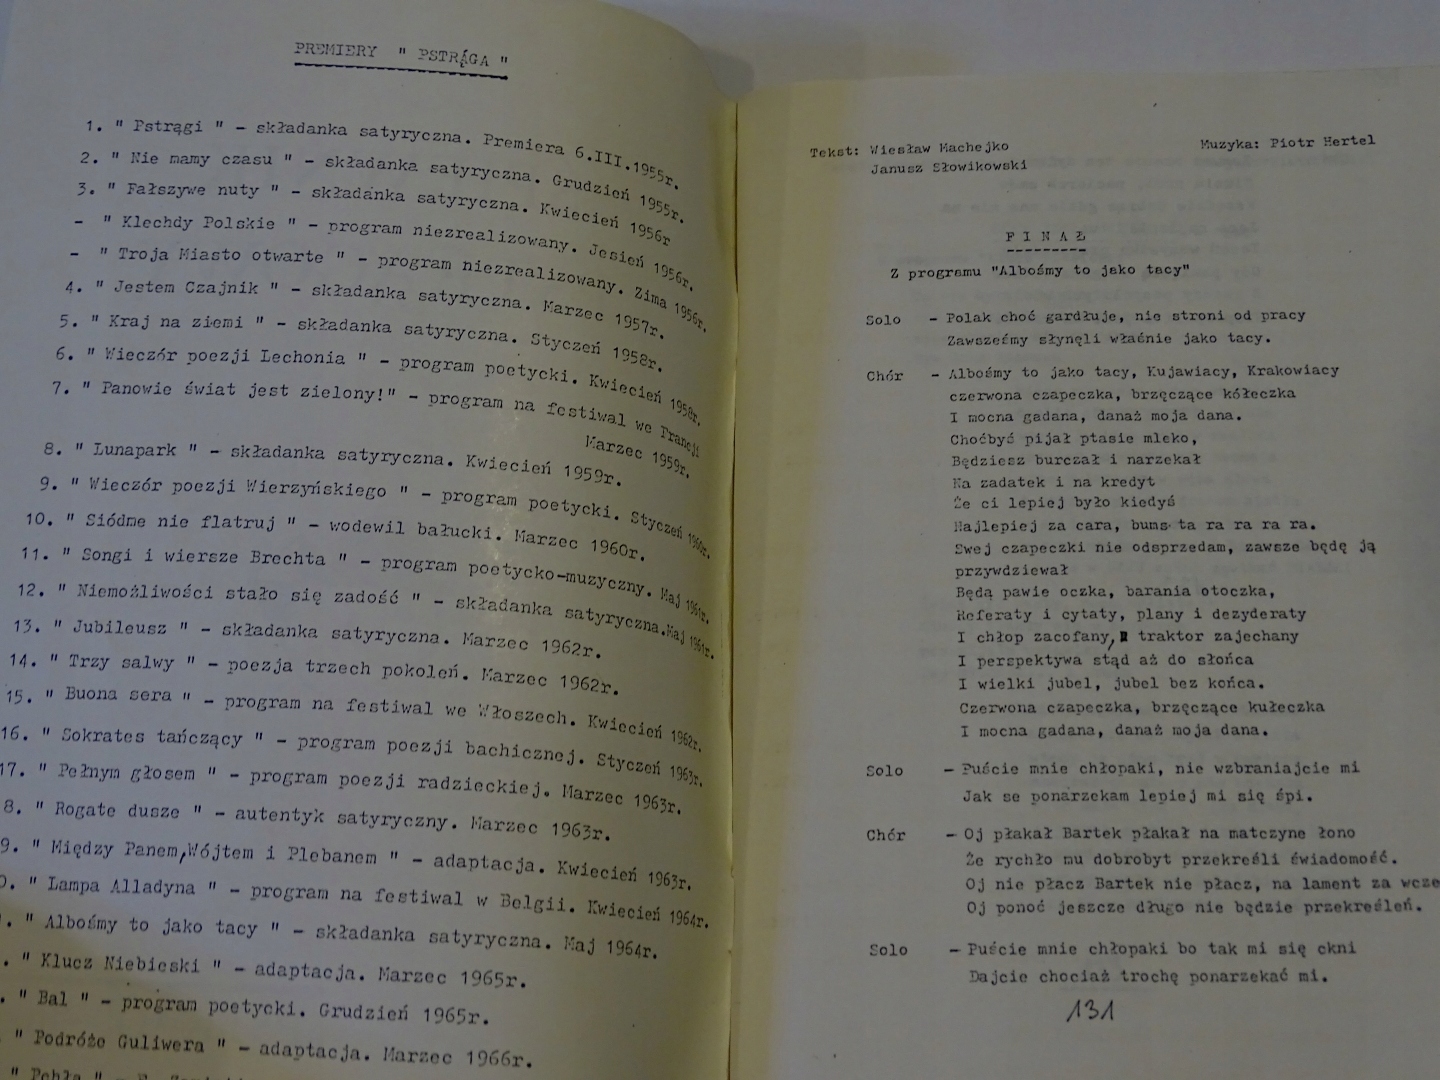 PREMIERY " PSTRĄGA "
1. " Pstrągi " - składanka satyryczna. Premiera 6.III.1955r.
2. " Nie mamy czasu " - składanka satyryczna. Grudzień 1955r.
3. " Fałszywe nuty " - składanka satyryczna. Kwiecień 1956r
- " Klechdy Polskie " - program niezrealizowany. Jesień 1956r.
- " Troja Miasto otwarte " - program niezrealizowany. Zima 1956r.
4. " Jestem Czajnik " - składanka satyryczna. Marzec 1957r.
5. " Kraj na ziemi " - składanka satyryczna. Styczeń 1958r.
6. " Wieczór poezji Lechonia " - program poetycki. Kwiecień 1958r.
7. " Panowie świat jest zielony!" - program na festiwal we Francji
Marzec 1959r.
8. " Lunapark " - składanka satyryczna. Kwiecień 1959r.
9. " Wieczór poezji Wierzyńskiego " - program poetycki. Styczeń 1960r.
10. " Siódme nie flatruj " - wodewil bałucki. Marzec 1960r.
11. " Songi i wiersze Brechta " - program poetycko-muzyczny. Maj 1961r.
12. " Niemożliwości stało się zadość " - składanka satyryczna.Maj 1961r.
13. " Jubileusz " - składanka satyryczna. Marzec 1962r.
14. " Trzy salwy " - poezja trzech pokoleń. Marzec 1962r.
15. " Buona sera " - program na festiwal we Włoszech. Kwiecień 1962r.
16. " Sokrates tańczący " - program poezji bachicznej. Styczeń 1963r.
17. " Pełnym głosem " - program poezji radzieckiej. Marzec 1963r.
8. " Rogate dusze " - autentyk satyryczny. Marzec 1963r.
9. " Między Panem,Wójtem i Plebanem " - adaptacja. Kwiecień 1963r.
0. " Lampa Alladyna " - program na festiwal w Belgii. Kwiecień 1964r.
. " Albośmy to jako tacy " - składanka satyryczna. Maj 1964r.
. " Klucz Niebieski " - adaptacja. Marzec 1965r.
. " Bal " - program poetycki. Grudzień 1965r.
" Podróże Guliwera " - adaptacja. Marzec 1966r.
" Pchła "
Tekst: Wiesław Machejko
Janusz Słowikowski
Muzyka: Piotr Hertel
F I N A Ł
Z programu "Albośmy to jako tacy"
Solo - Polak choć gardłuje, nie stroni od pracy
Zawsześmy słynęli właśnie jako tacy.
Chór - Albośmy to jako tacy, Kujawiacy, Krakowiacy
czerwona czapeczka, brzęczące kółeczka
I mocna gadana, danaż moja dana.
Choćbyć pijał ptasie mleko,
Będziesz burczał i narzekał
Na zadatek i na kredyt
Że ci lepiej było kiedyś
Najlepiej za cara, bums ta ra ra ra ra.
Swej czapeczki nie odsprzedam, zawsze będę ją
przywdziewał
Będą pawie oczka, barania otoczka,
Referaty i cytaty, plany i dezyderaty
I chłop zacofany, traktor zajechany
I perspektywa stąd aż do słońca
I wielki jubel, jubel bez końca.
Czerwona czapeczka, brzęczące kułeczka
I mocna gadana, danaż moja dana.
Solo - Puście mnie chłopaki, nie wzbraniajcie mi
Jak se ponarzekam lepiej mi się śpi.
Chór - Oj płakał Bartek płakał na matczyne łono
Że rychło mu dobrobyt przekreśli świadomość.
Oj nie płacz Bartek nie płacz, na lament za wcze
Oj ponoć jeszcze długo nie będzie przekreśleń.
Solo - Puście mnie chłopaki bo tak mi się ckni
Dajcie chociaż trochę ponarzekać mi.
131